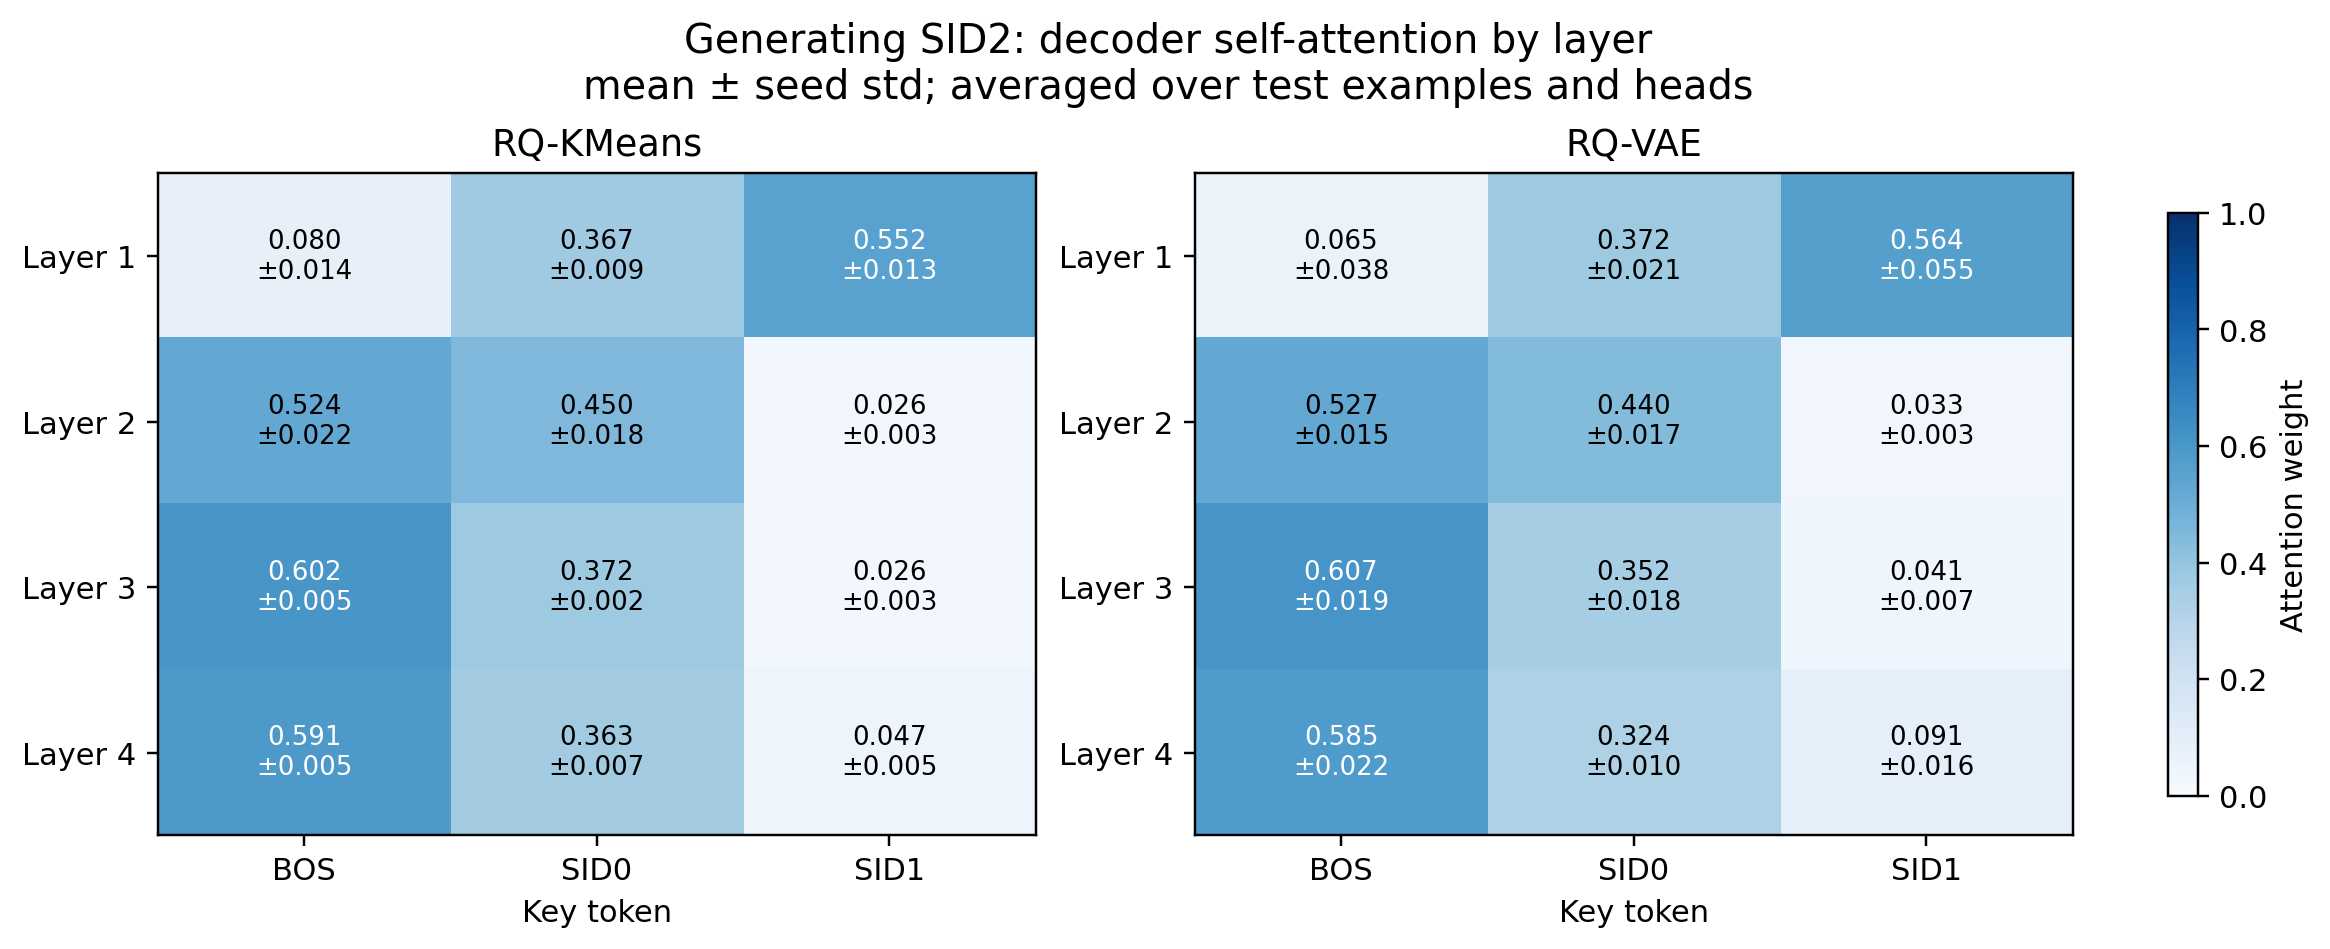 Generating SID2: decoder self-attention by layer
mean ± seed std; averaged over test examples and heads
RQ-KMeans
Layer 1
0.080
±0.014
0.367
±0.009
0.552
±0.013
Layer 2
0.524
±0.022
0.450
±0.018
0.026
±0.003
Layer 3
0.602
±0.005
0.372
±0.002
0.026
±0.003
Layer 4
0.591
±0.005
0.363
±0.007
0.047
±0.005
BOS
SID0
SID1
Key token
RQ-VAE
Layer 1
0.065
±0.038
0.372
±0.021
0.564
±0.055
Layer 2
0.527
±0.015
0.440
±0.017
0.033
±0.003
Layer 3
0.607
±0.019
0.352
±0.018
0.041
±0.007
Layer 4
0.585
±0.022
0.324
±0.010
0.091
±0.016
BOS
SID0
SID1
Key token
1.0
0.8
0.6
0.4
0.2
0.0
Attention weight